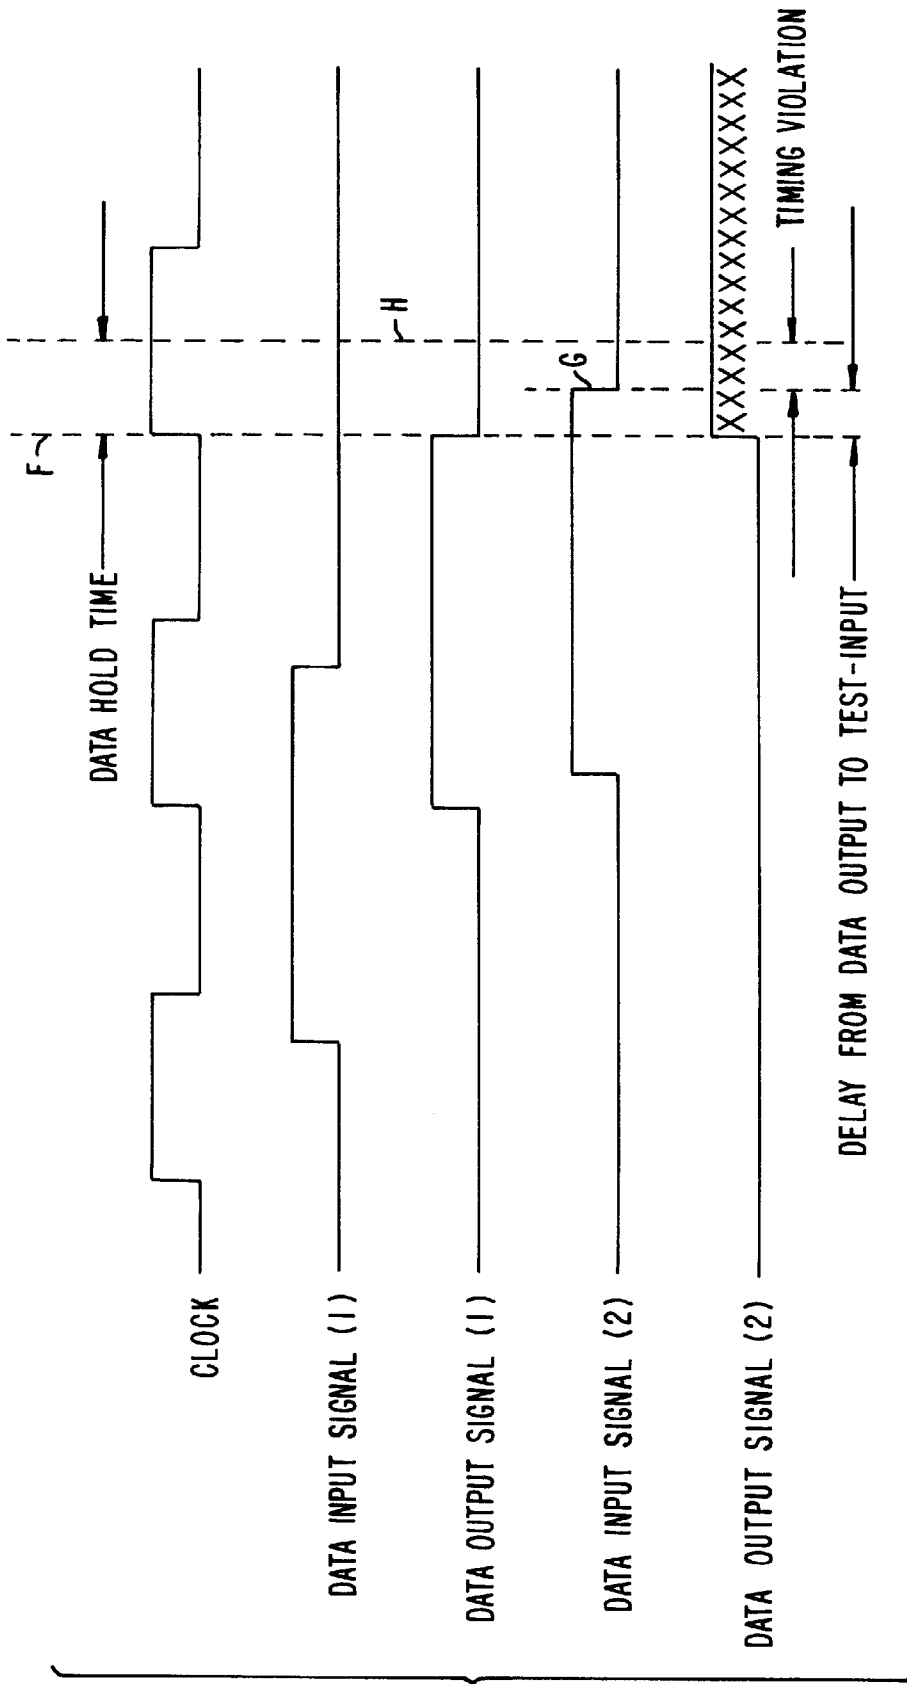 F
DATA HOLD TIME
CLOCK
DATA INPUT SIGNAL (1)
H
DATA OUTPUT SIGNAL (1)
G
DATA INPUT SIGNAL (2)
DATA OUTPUT SIGNAL (2)
XXXXXXXXXXXXXXX
TIMING VIOLATION
DELAY FROM DATA OUTPUT TO TEST-INPUT